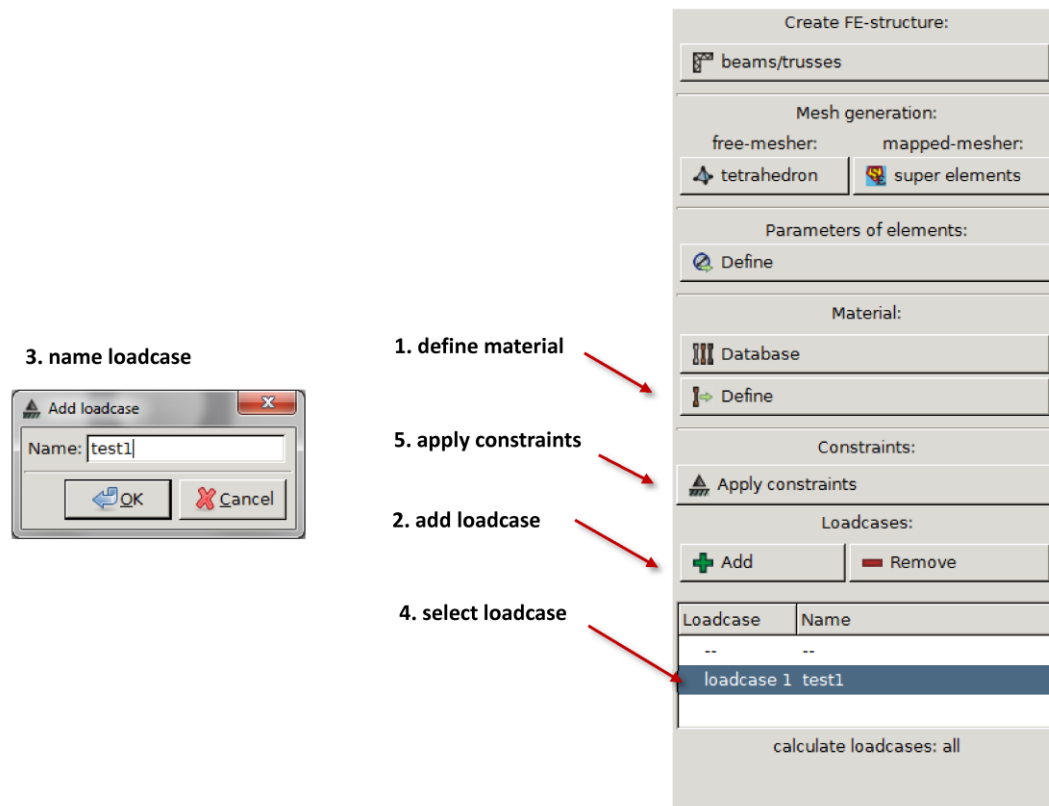 Create FE-structure:
beams/trusses
Mesh generation:
free-mesher: mapped-mesher:
tetrahedron super elements
Parameters of elements:
Define
Material:
1. define material
Database
Define
3. name loadcase
Add loadcase
Name: test1
OK Cancel
5. apply constraints
Constraints:
Apply constraints
2. add loadcase
Loadcases:
Add Remove
4. select loadcase
Loadcase Name
-- --
loadcase 1 test1
calculate loadcases: all